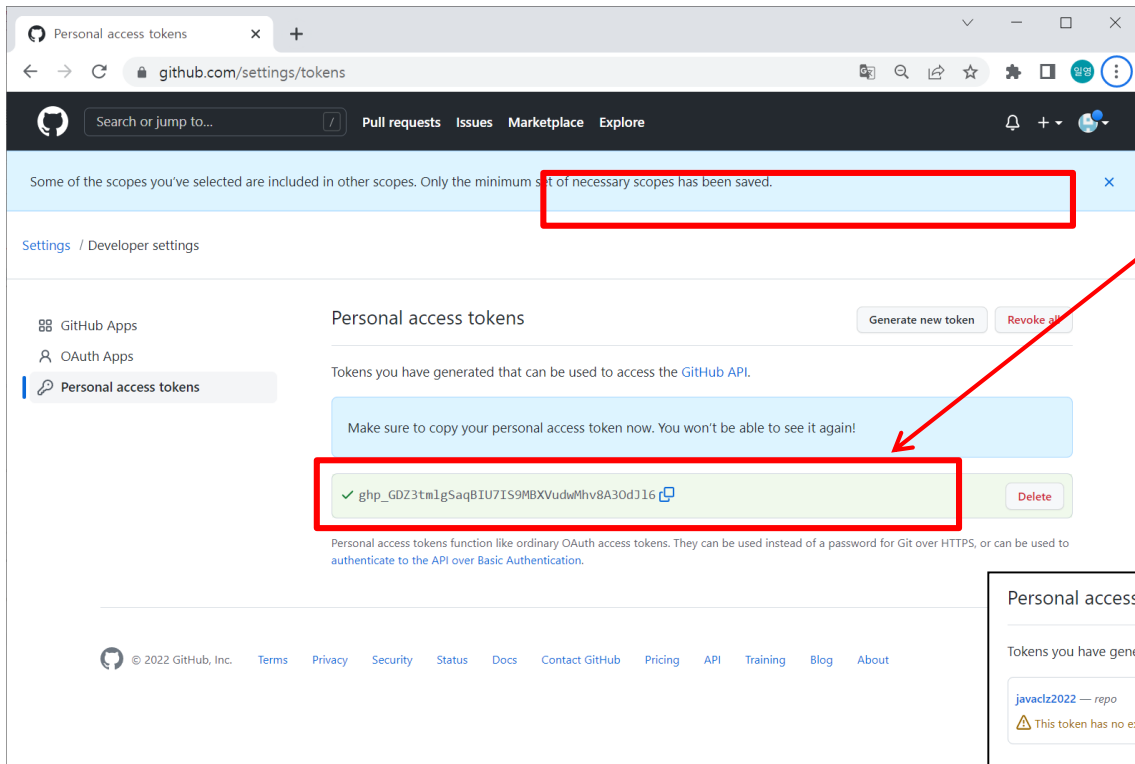 Personal access tokens
github.com/settings/tokens
일영
Search or jump to...
/
Pull requests Issues Marketplace Explore
Some of the scopes you've selected are included in other scopes. Only the minimum set of necessary scopes has been saved.
Settings / Developer settings
GitHub Apps
OAuth Apps
Personal access tokens
Personal access tokens
Generate new token
Revoke all
Tokens you have generated that can be used to access the GitHub API.
Make sure to copy your personal access token now. You won't be able to see it again!
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
Delete
Personal access tokens function like ordinary OAuth access tokens. They can be used instead of a password for Git over HTTPS, or can be used to
authenticate to the API over Basic Authentication.
© 2022 GitHub, Inc. Terms Privacy Security Status Docs Contact GitHub Pricing API Training Blog About
Personal access
Tokens you have gene
javaclz2022 — repo
This token has no e